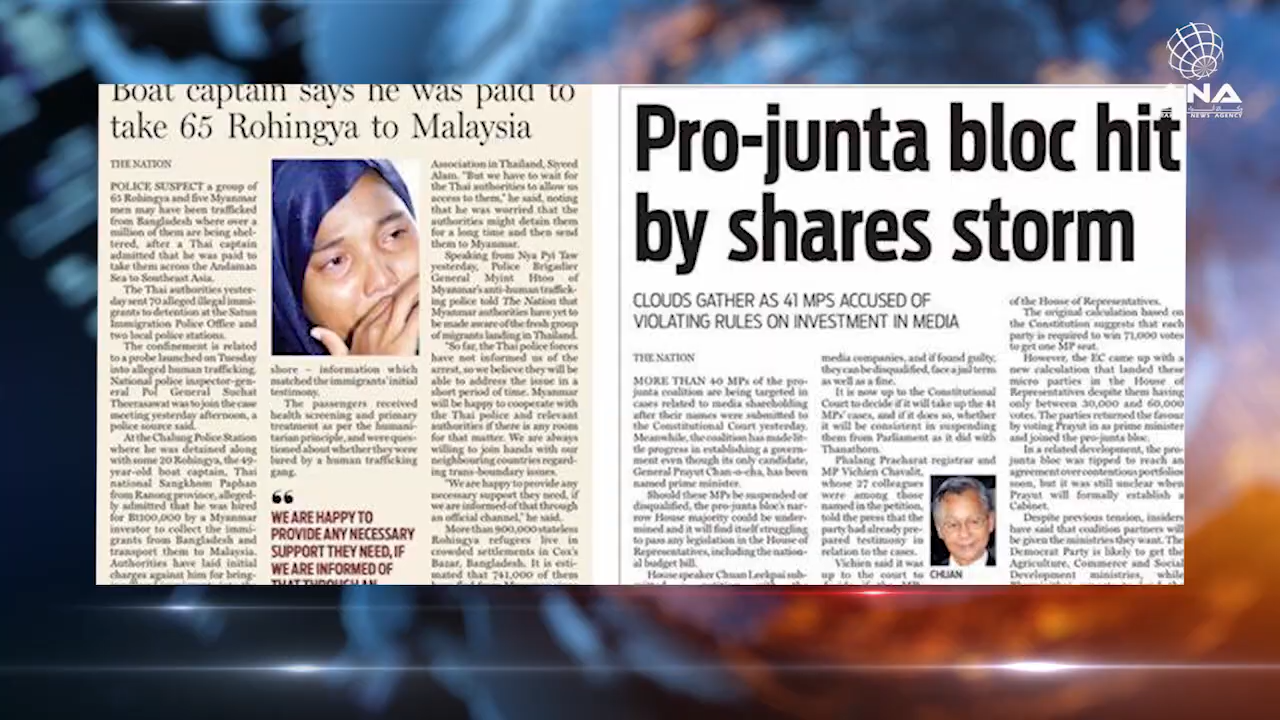 Boat captain says he was paid to
take 65 Rohingya to Malaysia
THE NATION
POLICE SUSPECT a group of
65 Rohingya and five Myanmar
men may have been trafficked
from Bangladesh where over a
million of them are being shel-
tered, after a Thai captain
admitted that he was paid to
take them across the Andaman
Sea to Southeast Asia.
The Thai authorities yester-
day sent 70 alleged illegal immi-
grants to detention at the Satun
Immigration Police Office and
two local police stations.
The confinement is related
to a probe launched on Tuesday
into alleged human trafficking.
National police inspector-gen-
eral Pol General Suchat
Theerasawat was to join the case
meeting yesterday afternoon, a
police source said.
At the Chalung Police Station
where he was detained along
with some 20 Rohingya, the 49-
year-old boat captain, Thai
national Sangkhom Paphan
from Ranong province, alleged-
ly admitted that he was hired
for Bt100,000 by a Myanmar
investor to collect the immi-
grants from Bangladesh and
transport them to Malaysia.
Authorities have laid initial
charges against him for bring-
shore – information which
matched the immigrants' initial
testimony.
The passengers received
health screening and primary
treatment as per the humani-
tarian principle, and were ques-
tioned about whether they were
lured by a human trafficking
gang.
“
WE ARE HAPPY TO
PROVIDE ANY NECESSARY
SUPPORT THEY NEED, IF
WE ARE INFORMED OF
THAT THROUGH AN
Association in Thailand, Siyeed
Alam. "But we have to wait for
the Thai authorities to allow us
access to them," he said, noting
that he was worried that the
authorities might detain them
for a long time and then send
them to Myanmar.
Speaking from Nya Pyi Taw
yesterday, Police Brigadier
General Myint Htoo of
Myanmar's anti-human traffick-
ing police told The Nation that
Myanmar authorities have yet to
be made aware of the fresh group
of migrants landing in Thailand.
"So far, the Thai police forces
have not informed us of the
arrest, so we believe they will be
able to address the issue in a
short period of time. Myanmar
will be happy to cooperate with
the Thai police and relevant
authorities if there is any room
for that matter. We are always
willing to join hands with our
neighbouring countries regard-
ing trans-boundary issues.
"We are happy to provide any
necessary support they need, if
we are informed of that through
an official channel," he said.
More than 900,000 stateless
Rohingya refugees live in
crowded settlements in Cox's
Bazar, Bangladesh. It is esti-
mated that 741,000 of them
Pro-junta bloc hit
by shares storm
CLOUDS GATHER AS 41 MPS ACCUSED OF
VIOLATING RULES ON INVESTMENT IN MEDIA
THE NATION
MORE THAN 40 MPs of the pro-
junta coalition are being targeted in
cases related to media shareholding
after their names were submitted to
the Constitutional Court yesterday.
Meanwhile, the coalition has made lit-
tle progress in establishing a govern-
ment even though its only candidate,
General Prayut Chan-o-cha, has been
named prime minister.
Should these MPs be suspended or
disqualified, the pro-junta bloc's nar-
row House majority could be under-
mined and it will find itself struggling
to pass any legislation in the House of
Representatives, including the nation-
al budget bill.
House speaker Chuan Leekpai sub-
media companies, and if found guilty,
they can be disqualified, face a jail term
as well as a fine.
It is now up to the Constitutional
Court to decide if it will take up the 41
MPs' cases, and if it does so, whether
it will be consistent in suspending
them from Parliament as it did with
Thanathorn.
Phalang Pracharat registrar and
MP Vichien Chavalit,
whose 27 colleagues
were among those
named in the petition,
told the press that the
party had already pre-
pared testimony in
relation to the cases.
Vichien said it was
up to the court to
CHUAN
of the House of Representatives.
The original calculation based on
the Constitution suggests that each
party is required to win 71,000 votes
to get one MP seat.
However, the EC came up with a
new calculation that landed these
micro parties in the House of
Representatives despite them having
only between 30,000 and 60,000
votes. The parties returned the favour
by voting Prayut in as prime minister
and joined the pro-junta bloc.
In a related development, the pro-
junta bloc was tipped to reach an
agreement over contentious portfolios
soon, but it was still unclear when
Prayut will formally establish a
Cabinet.
Despite previous tension, insiders
have said that coalition partners will
be given the ministries they want. The
Democrat Party is likely to get the
Agriculture, Commerce and Social
Development ministries, while
NEWS AGENCY